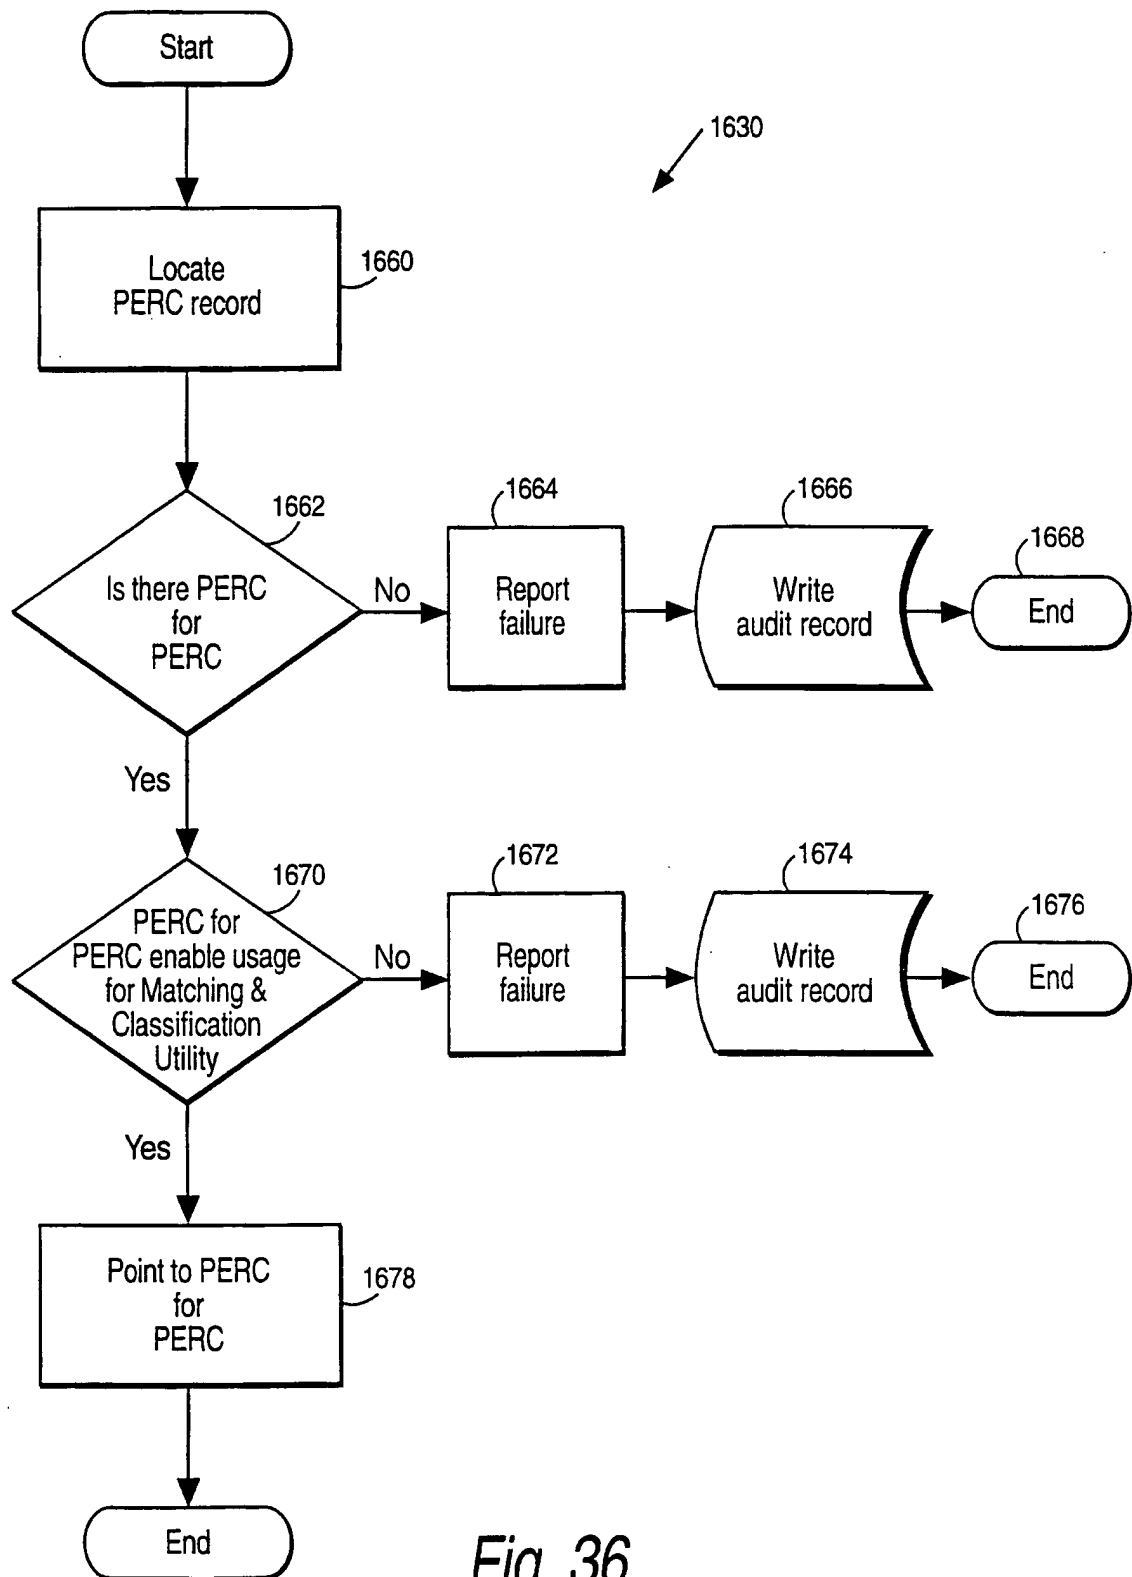 Start
1630
Locate
PERC record
1660
Is there PERC
for
PERC
1662
No
Report
failure
1664
Write
audit record
1666
End
1668
Yes
PERC for
PERC enable usage
for Matching &
Classification
Utility
1670
No
Report
failure
1672
Write
audit record
1674
End
1676
Yes
Point to PERC
for
PERC
1678
End
Fig. 36